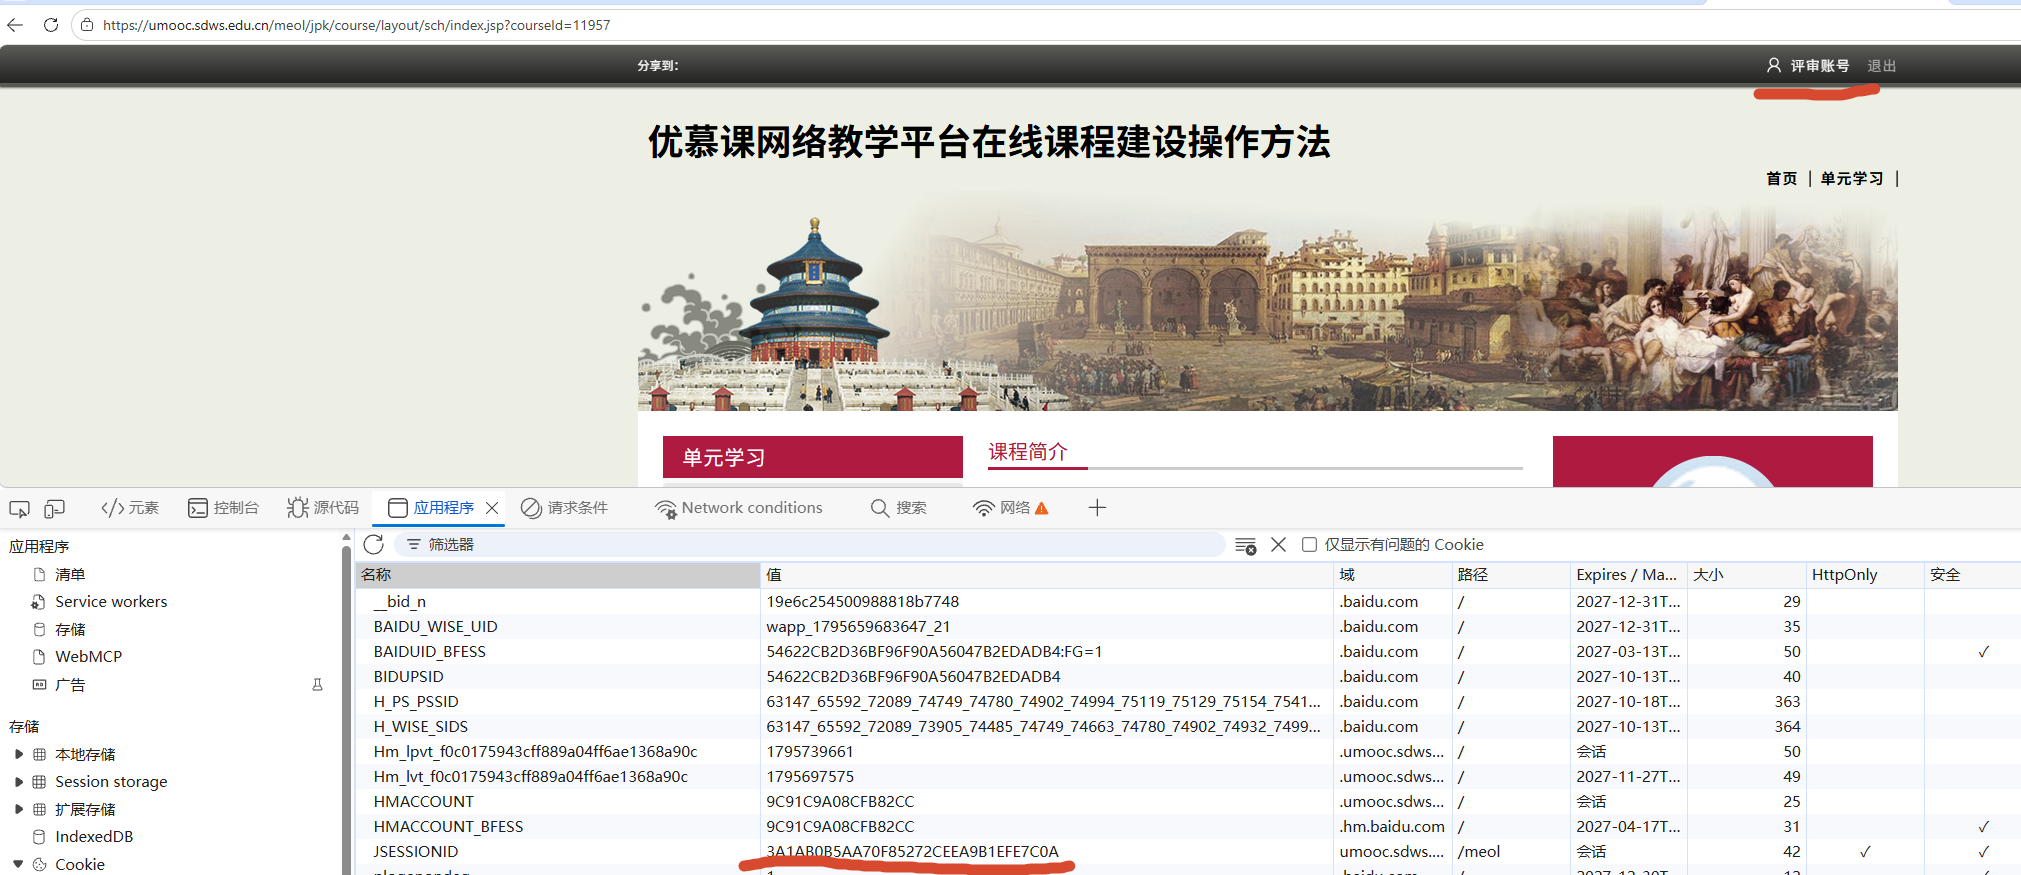 https://umooc.sdws.edu.cn/meol/jpk/course/layout/sch/index.jsp?courseId=11957
分享到：
评审账号 退出
优慕课网络教学平台在线课程建设操作方法
首页 | 单元学习 |
单元学习
课程简介
元素 控制台 源代码 应用程序 请求条件 Network conditions 搜索 网络
应用程序
清单
Service workers
存储
WebMCP
广告
存储
本地存储
Session storage
扩展存储
IndexedDB
Cookie
筛选器 仅显示有问题的 Cookie
名称 值 域 路径 Expires / Ma... 大小 HttpOnly 安全
__bid_n 19e6c254500988818b7748 .baidu.com / 2027-12-31T... 29
BAIDU_WISE_UID wapp_1795659683647_21 .baidu.com / 2027-12-31T... 35
BAIDUID_BFESS 54622CB2D36BF96F90A56047B2EDADB4:FG=1 .baidu.com / 2027-03-13T... 50 ✓
BIDUPSID 54622CB2D36BF96F90A56047B2EDADB4 .baidu.com / 2027-10-13T... 40
H_PS_PSSID 63147_65592_72089_74749_74780_74902_74994_75119_75129_75154_7541... .baidu.com / 2027-10-18T... 363
H_WISE_SIDS 63147_65592_72089_73905_74485_74749_74663_74780_74902_74932_7499... .baidu.com / 2027-10-13T... 364
Hm_lpvt_f0c0175943cff889a04ff6ae1368a90c 1795739661 .umooc.sdws... / 会话 50
Hm_lvt_f0c0175943cff889a04ff6ae1368a90c 1795697575 .umooc.sdws... / 2027-11-27T... 49
HMACCOUNT 9C91C9A08CFB82CC .umooc.sdws... / 会话 25
HMACCOUNT_BFESS 9C91C9A08CFB82CC .hm.baidu.com / 2027-04-17T... 31 ✓
JSESSIONID 3A1AB0B5AA70F85272CEEA9B1EFE7C0A umooc.sdws.... /meol 会话 42 ✓ ✓